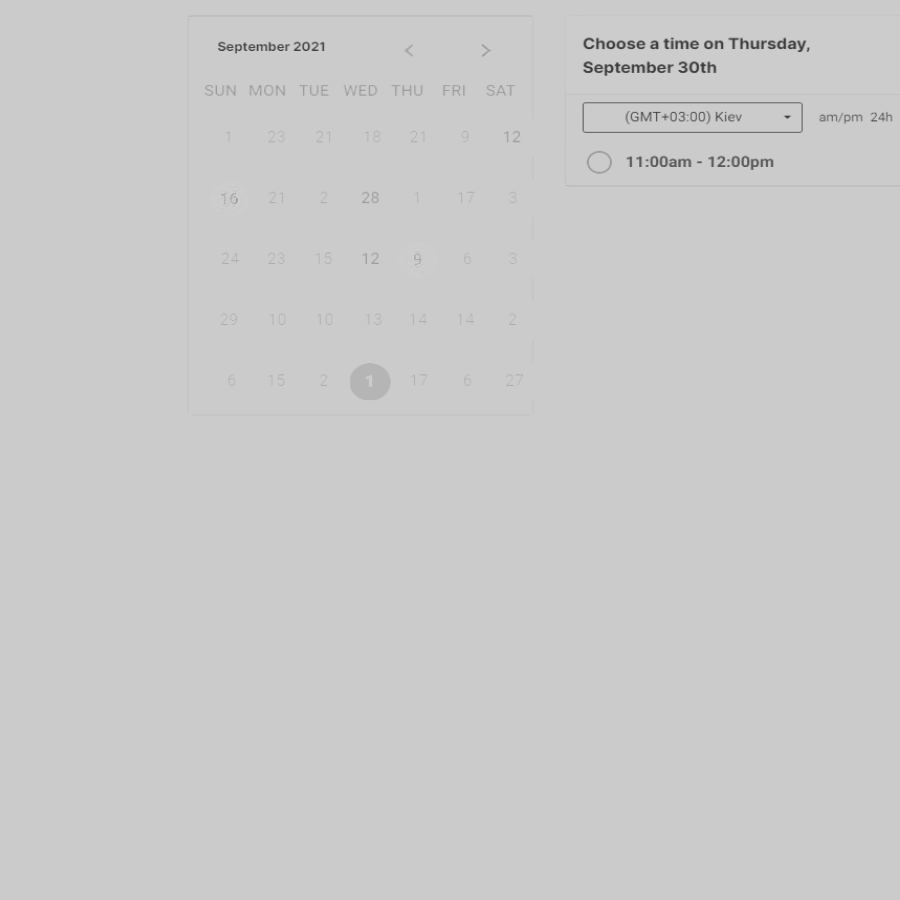 September 2021 < >
SUN MON TUE WED THU FRI SAT
1 23 21 18 21 9 12
16 21 2 28 1 17 3
24 23 15 12 9 6 3
29 10 10 13 14 14 2
6 15 2 1 17 6 27
Choose a time on Thursday,
September 30th
(GMT+03:00) Kiev am/pm 24h
11:00am - 12:00pm